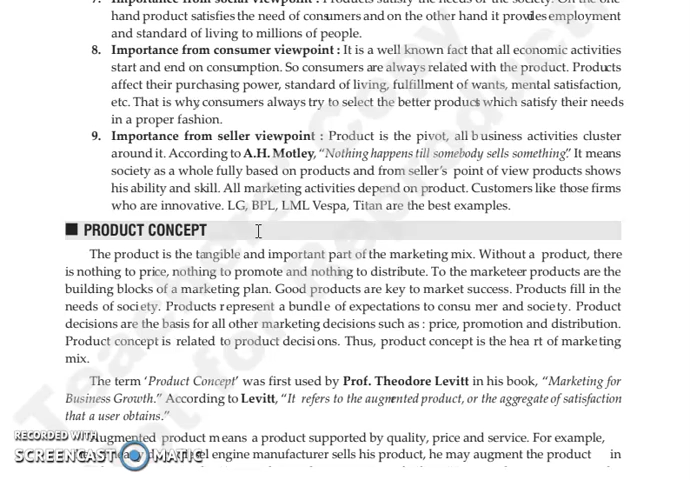 hand product satisfies the need of consumers and on the other hand it provides employment
and standard of living to millions of people.
8. Importance from consumer viewpoint : It is a well known fact that all economic activities
start and end on consumption. So consumers are always related with the product. Products
affect their purchasing power, standard of living, fulfillment of wants, mental satisfaction,
etc. That is why consumers always try to select the better product which satisfy their needs
in a proper fashion.
9. Importance from seller viewpoint : Product is the pivot, all business activities cluster
around it. According to A.H. Motley, “Nothing happens till somebody sells something.” It means
society as a whole fully based on products and from seller's point of view products shows
his ability and skill. All marketing activities depend on product. Customers like those firms
who are innovative. LG, BPL, LML Vespa, Titan are the best examples.
PRODUCT CONCEPT
The product is the tangible and important part of the marketing mix. Without a product, there
is nothing to price, nothing to promote and nothing to distribute. To the marketeer products are the
building blocks of a marketing plan. Good products are key to market success. Products fill in the
needs of society. Products represent a bundle of expectations to consumer and society. Product
decisions are the basis for all other marketing decisions such as : price, promotion and distribution.
Product concept is related to product decisions. Thus, product concept is the heart of marketing
mix.
The term ‘Product Concept’ was first used by Prof. Theodore Levitt in his book, “Marketing for
Business Growth.” According to Levitt, “It refers to the augmented product, or the aggregate of satisfaction
that a user obtains.”
Augmented product means a product supported by quality, price and service. For example,
engine manufacturer sells his product, he may augment the product in
RECORDED WITH
SCREENCAST MATIC